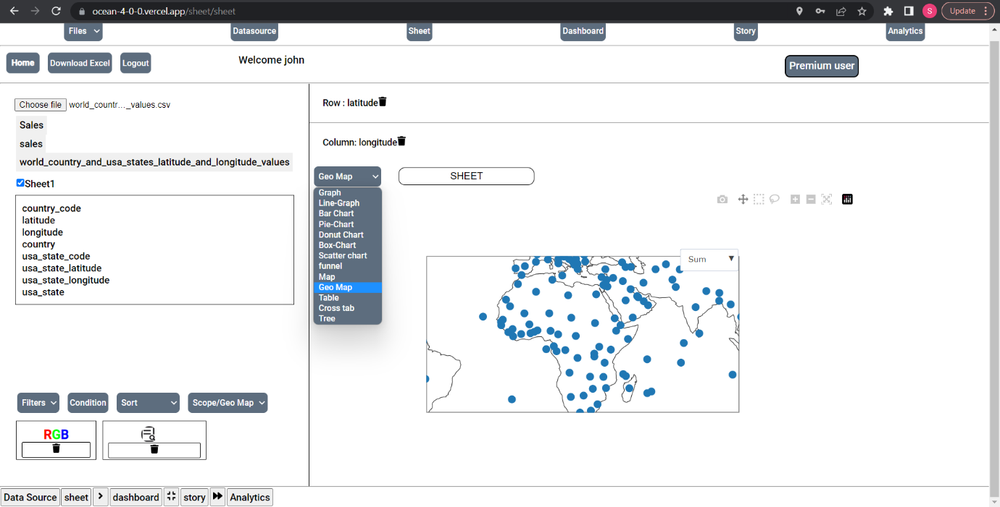 ocean-4-0-0.vercel.app/sheet/sheet
S
Update
Files
Datasource
Sheet
Dashboard
Story
Analytics
Home
Download Excel
Logout
Welcome john
Premium user
Choose file world_countr..._values.csv
Sales
sales
world_country_and_usa_states_latitude_and_longitude_values
Sheet1
country_code
latitude
longitude
country
usa_state_code
usa_state_latitude
usa_state_longitude
usa_state
Filters
Condition
Sort
Scope/Geo Map
RGB
Row : latitude
Column: longitude
Geo Map
SHEET
Graph
Line-Graph
Bar Chart
Pie-Chart
Donut Chart
Box-Chart
Scatter chart
funnel
Map
Geo Map
Table
Cross tab
Tree
Sum
Data Source
sheet
dashboard
story
Analytics